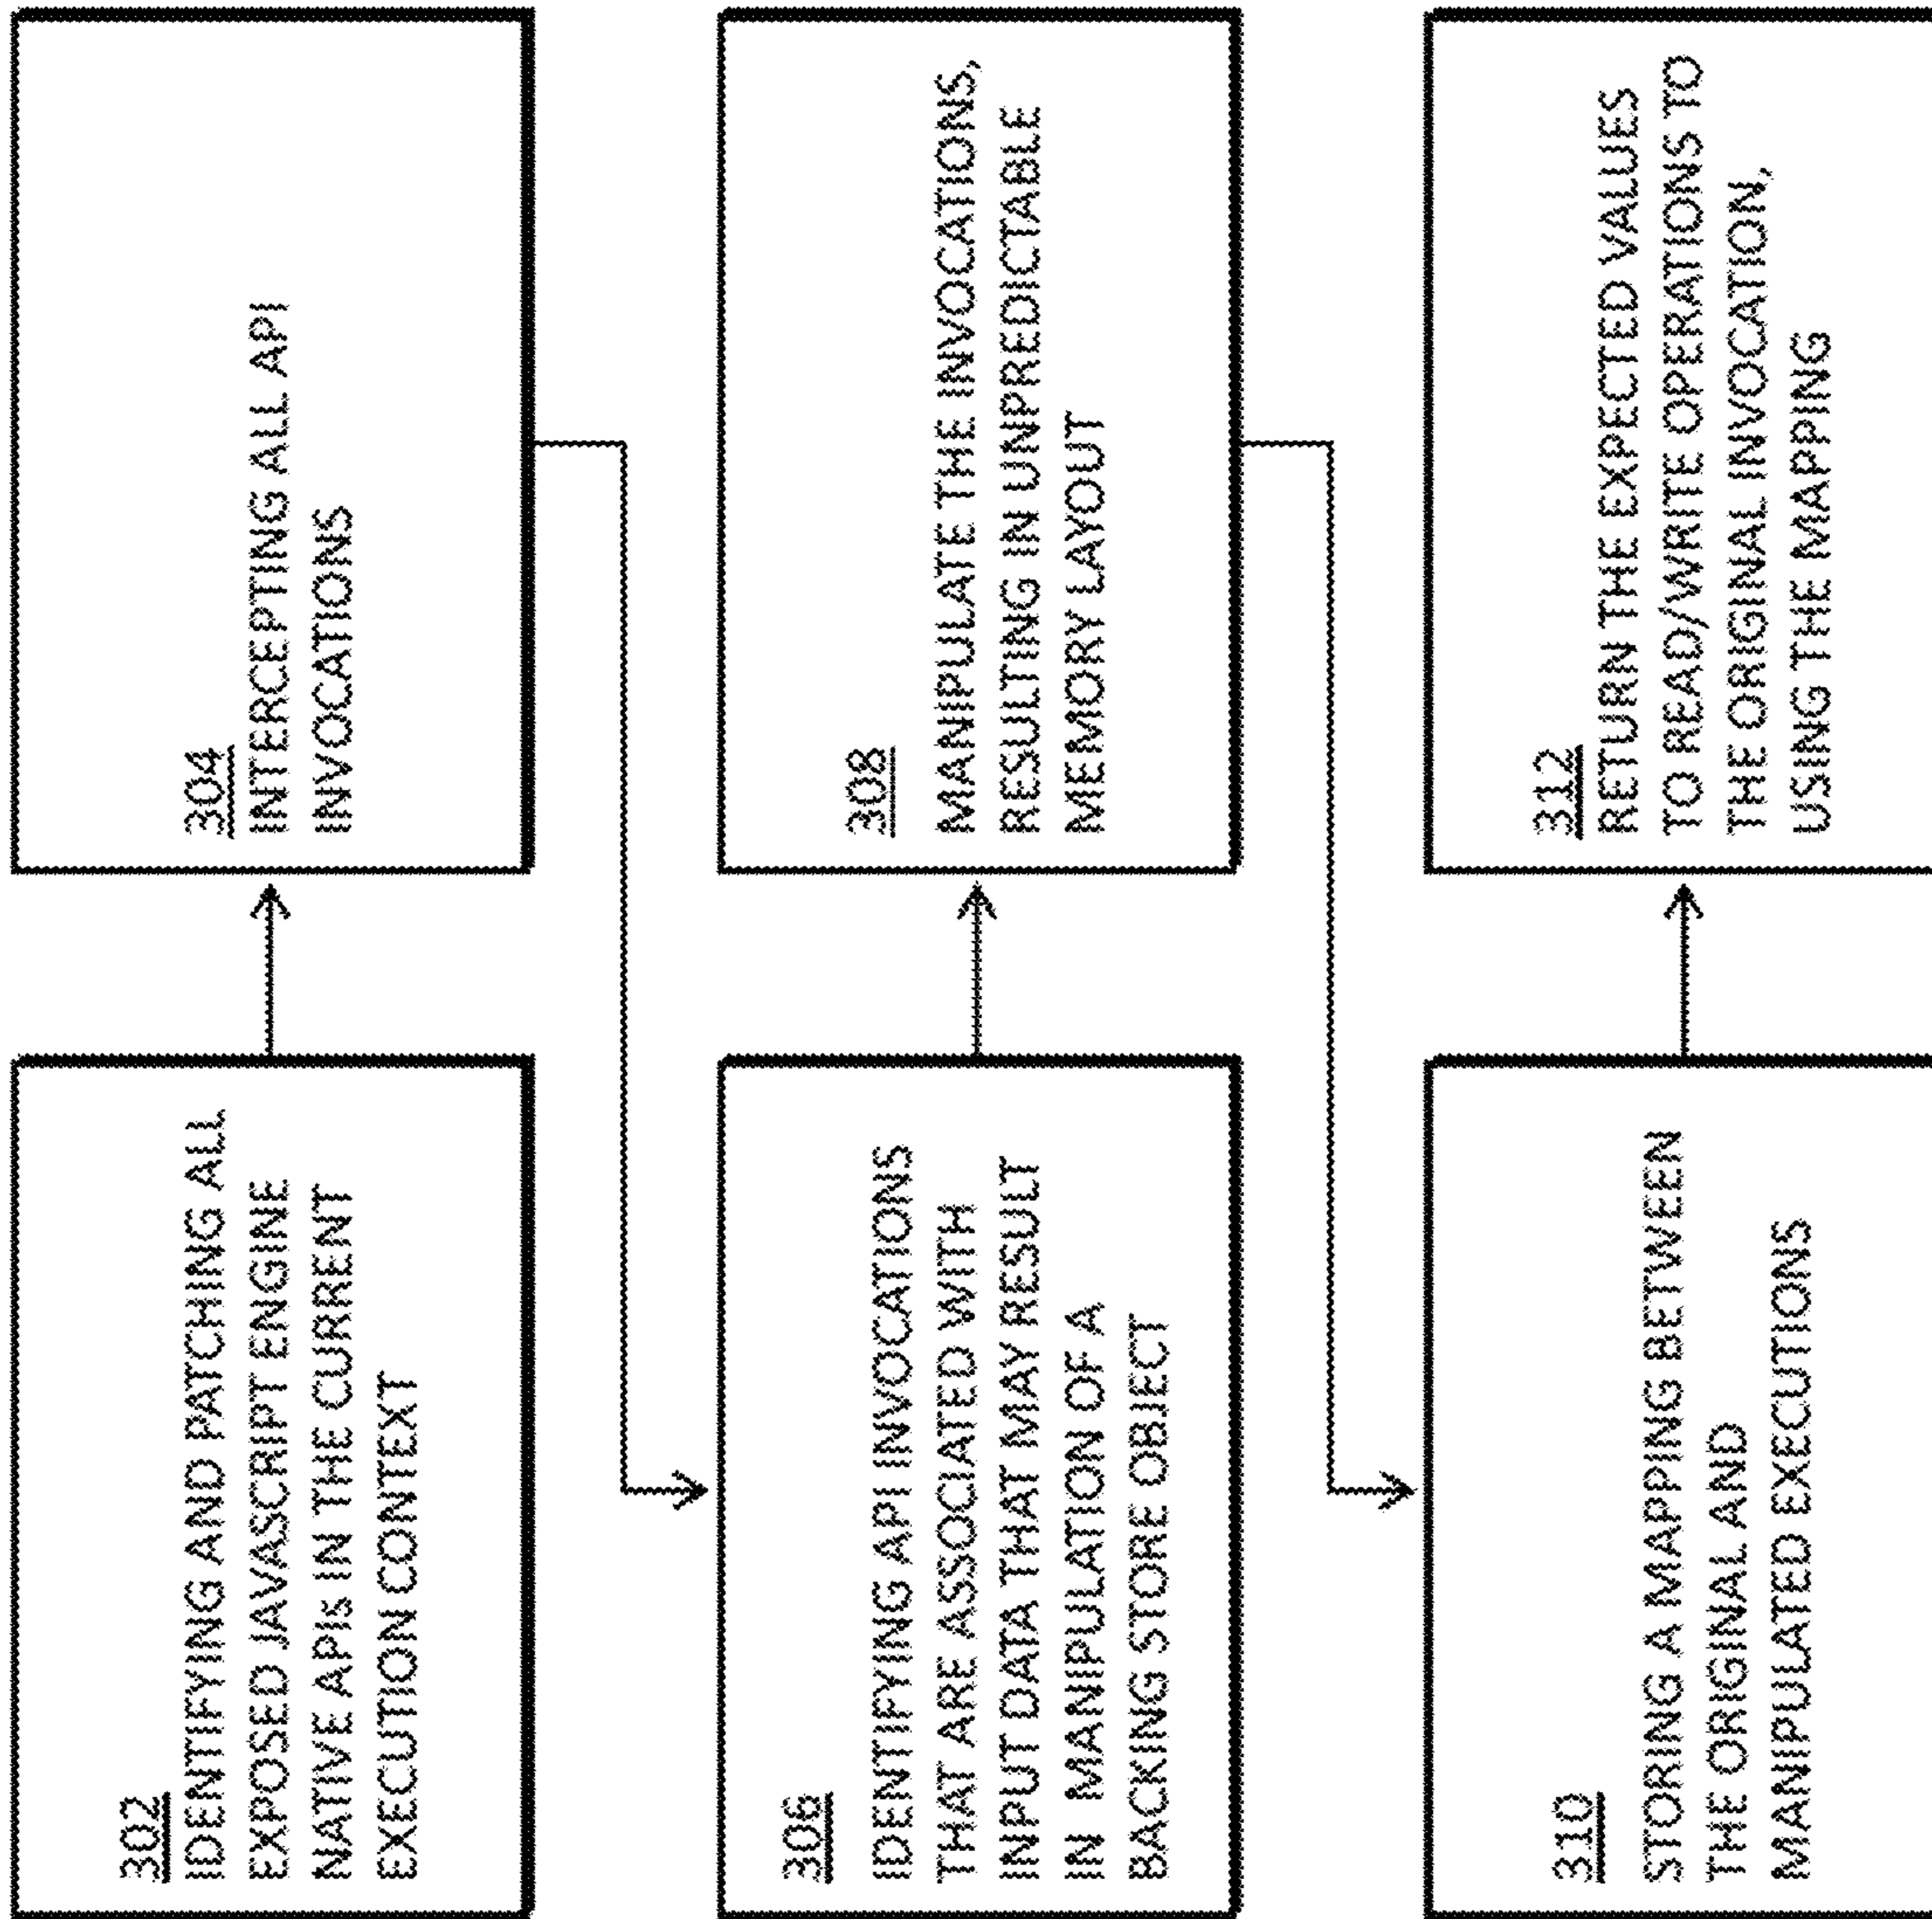 302
IDENTIFYING AND PATCHING ALL
EXPOSED JAVASCRIPT ENGINE
NATIVE APIs IN THE CURRENT
EXECUTION CONTEXT
304
INTERCEPTING ALL API
INVOCATIONS
306
IDENTIFYING API INVOCATIONS
THAT ARE ASSOCIATED WITH
INPUT DATA THAT MAY RESULT
IN MANIPULATION OF A
BACKING STORE OBJECT
308
MANIPULATE THE INVOCATIONS,
RESULTING IN UNPREDICTABLE
MEMORY LAYOUT
310
STORING A MAPPING BETWEEN
THE ORIGINAL AND
MANIPULATED EXECUTIONS
312
RETURN THE EXPECTED VALUES
TO READ/WRITE OPERATIONS TO
THE ORIGINAL INVOCATION,
USING THE MAPPING